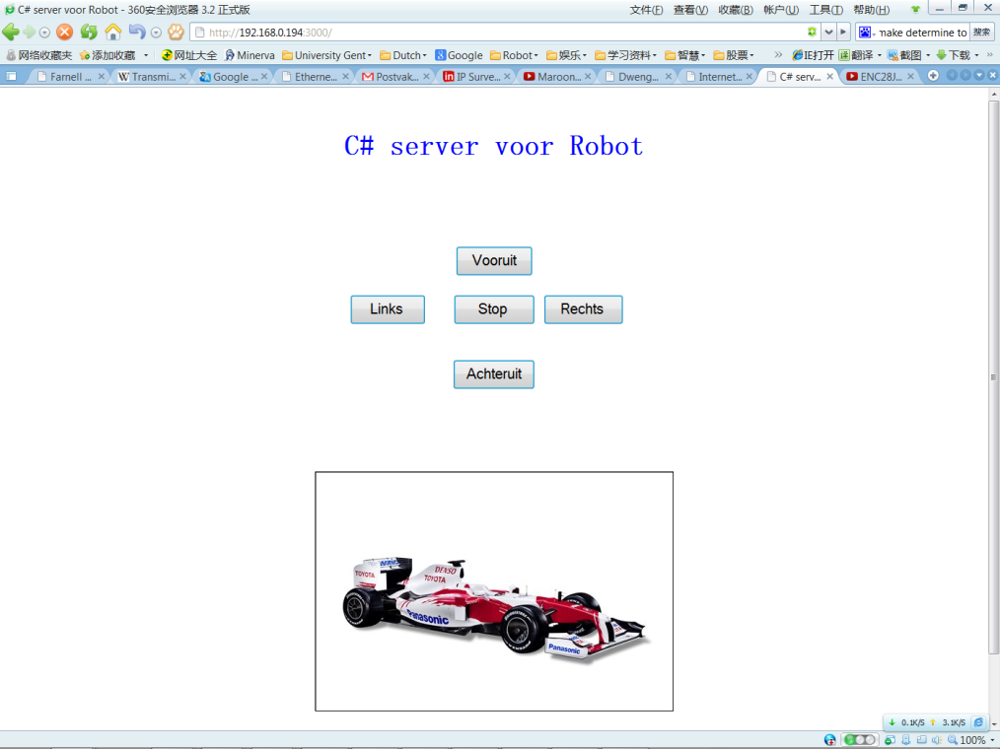 C# server voor Robot - 360安全浏览器 3.2 正式版 文件(F) 查看(V) 收藏(B) 帐户(U) 工具(T) 帮助(H)
http://192.168.0.194:3000/ make determine to 搜索
网络收藏夹 添加收藏 网址大全 Minerva University Gent Dutch Google Robot 娱乐 学习资料 智慧 股票 » IE打开 翻译 截图 下载 »
Farnell ... Transmi... Google ... Etherne... Postvak... IP Surve... Maroon... Dweng... Internet... C# serv... ENC28J...
C# server voor Robot
Vooruit
Links Stop Rechts
Achteruit
DENSO
TOYOTA TOYOTA
Panasonic
Panasonic
0.1K/S 3.1K/S
100%